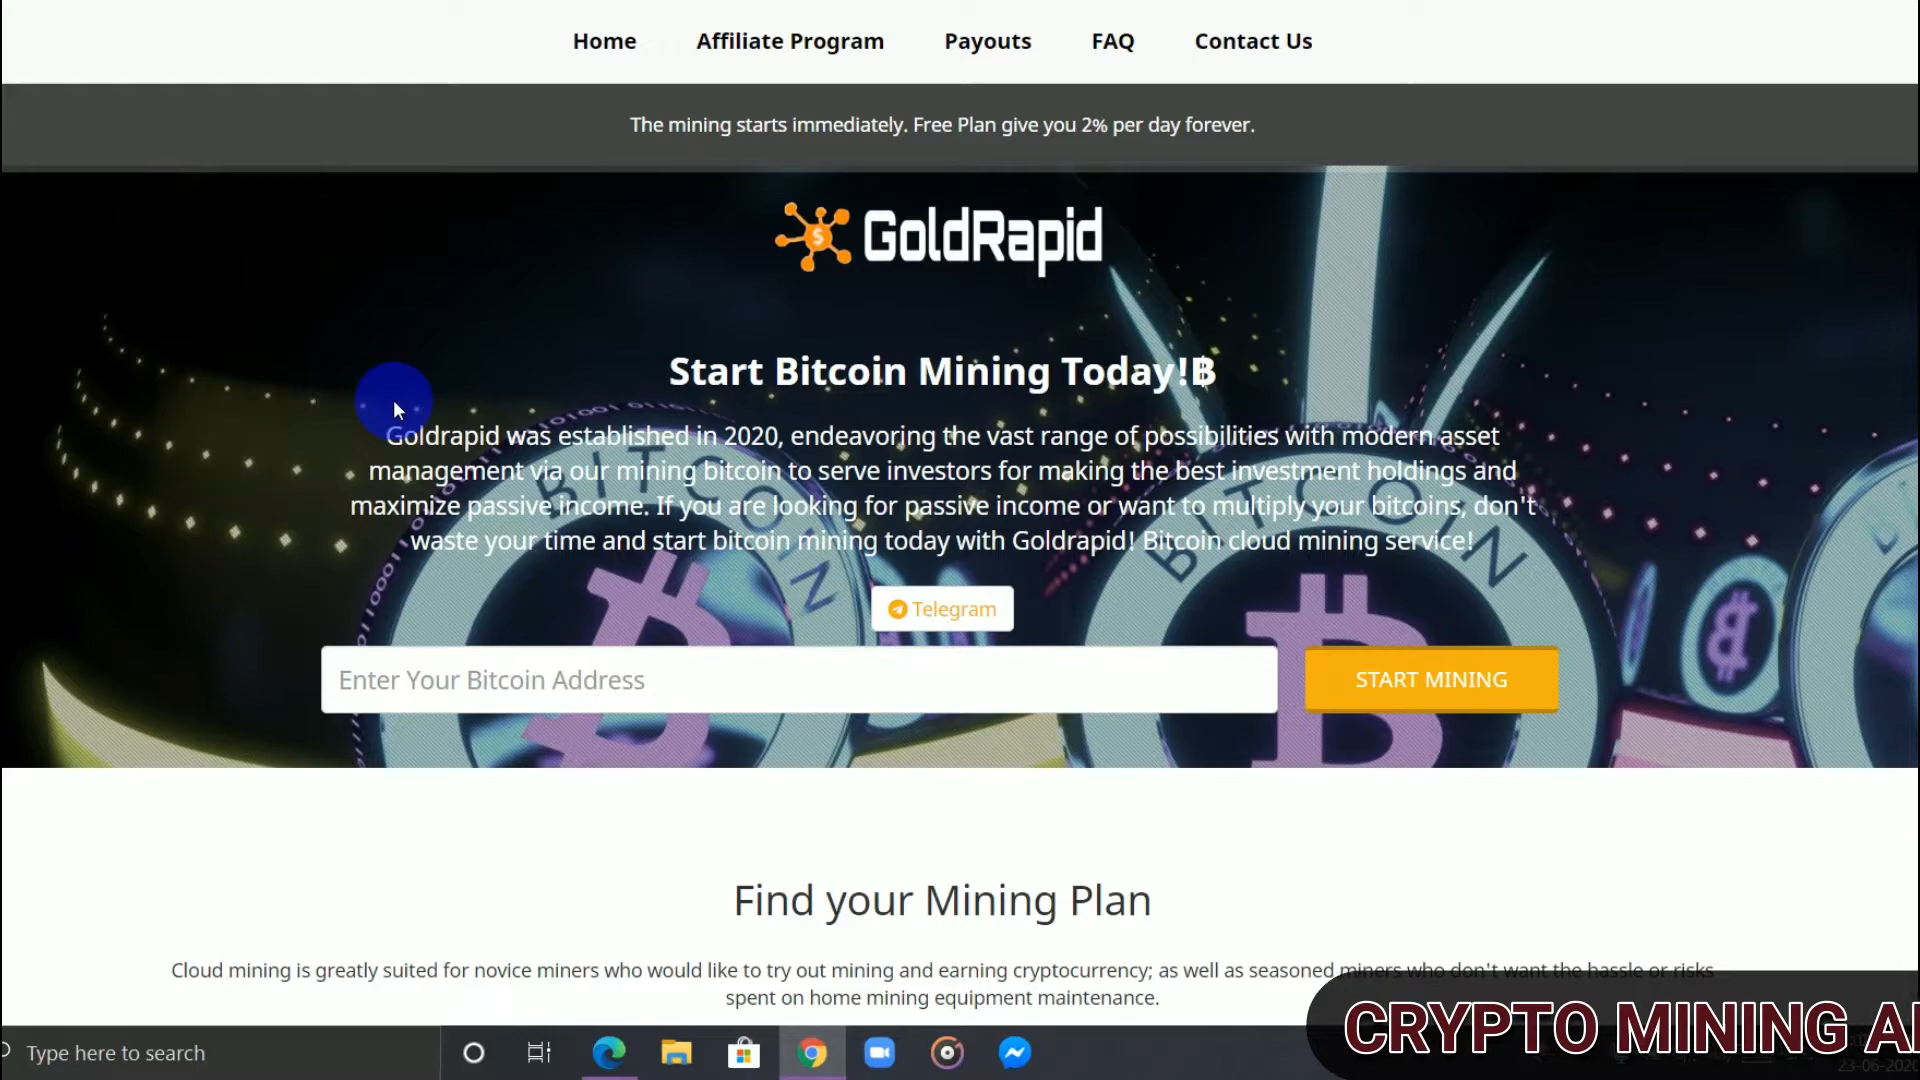 Home Affiliate Program Payouts FAQ Contact Us
The mining starts immediately. Free Plan give you 2% per day forever.
$ GoldRapid
Start Bitcoin Mining Today!₿
Goldrapid was established in 2020, endeavoring the vast range of possibilities with modern asset
management via our mining bitcoin to serve investors for making the best investment holdings and
maximize passive income. If you are looking for passive income or want to multiply your bitcoins, don't
waste your time and start bitcoin mining today with Goldrapid! Bitcoin cloud mining service!
BITCOIN
BITCOIN
Telegram
Enter Your Bitcoin Address START MINING
Find your Mining Plan
Cloud mining is greatly suited for novice miners who would like to try out mining and earning cryptocurrency; as well as seasoned miners who don't want the hassle or risks
spent on home mining equipment maintenance.
CRYPTO MINING
Type here to search
23-06-2020